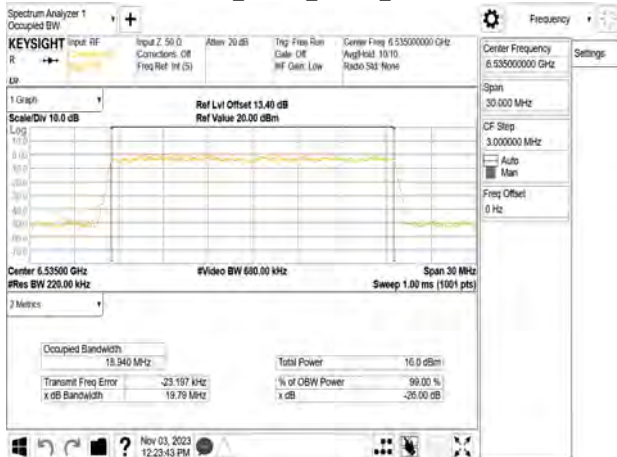 Spectrum Analyzer 1
Occupied BW
+
Frequency
KEYSIGHT Input: RF
R
Input Z: 50 Ω
Corrections: Off
Freq Ref: Int (S)
Atten: 20 dB
Trig: Free Run
Gate: Off
#IF Gain: Low
Center Freq: 6.535000000 GHz
Avg|Hold: 10/10
Radio Std: None
1 Graph
Scale/Div 10.0 dB
Ref Lvl Offset 13.40 dB
Ref Value 20.00 dBm
Log
Center 6.53500 GHz
#Res BW 220.00 kHz
#Video BW 680.00 kHz
Span 30 MHz
Sweep 1.00 ms (1001 pts)
2 Metrics
Occupied Bandwidth
18.940 MHz
Total Power 16.0 dBm
Transmit Freq Error -23.197 kHz
% of OBW Power 99.00 %
x dB Bandwidth 19.79 MHz
x dB -26.00 dB
Center Frequency
6.535000000 GHz
Settings
Span
30.000 MHz
CF Step
3.000000 MHz
Auto
Man
Freq Offset
0 Hz
?
Nov 03, 2023
12:23:43 PM